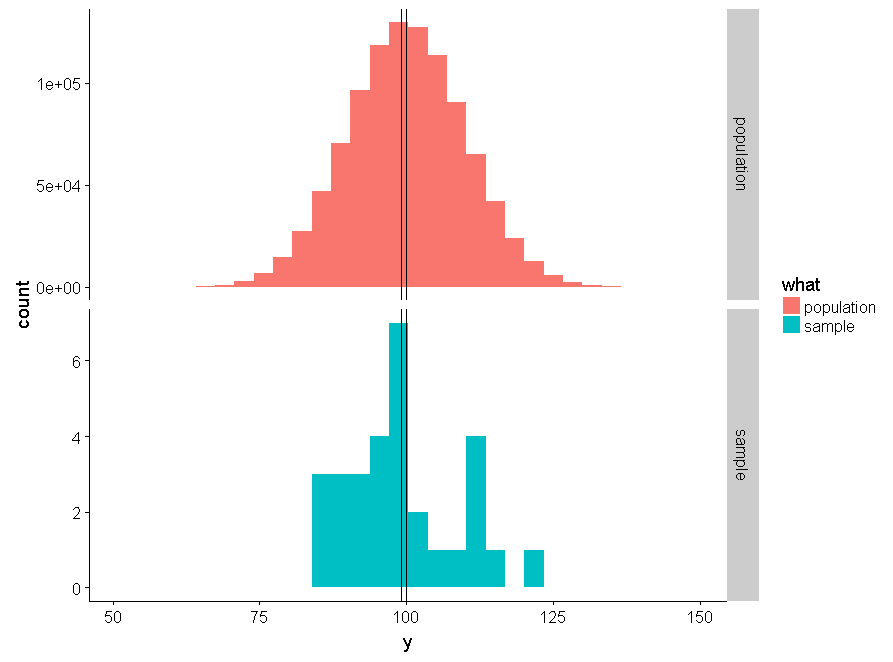 1e+05
5e+04
0e+00
population
count
6
4
2
0
sample
50
75
100
125
150
y
what
population
sample